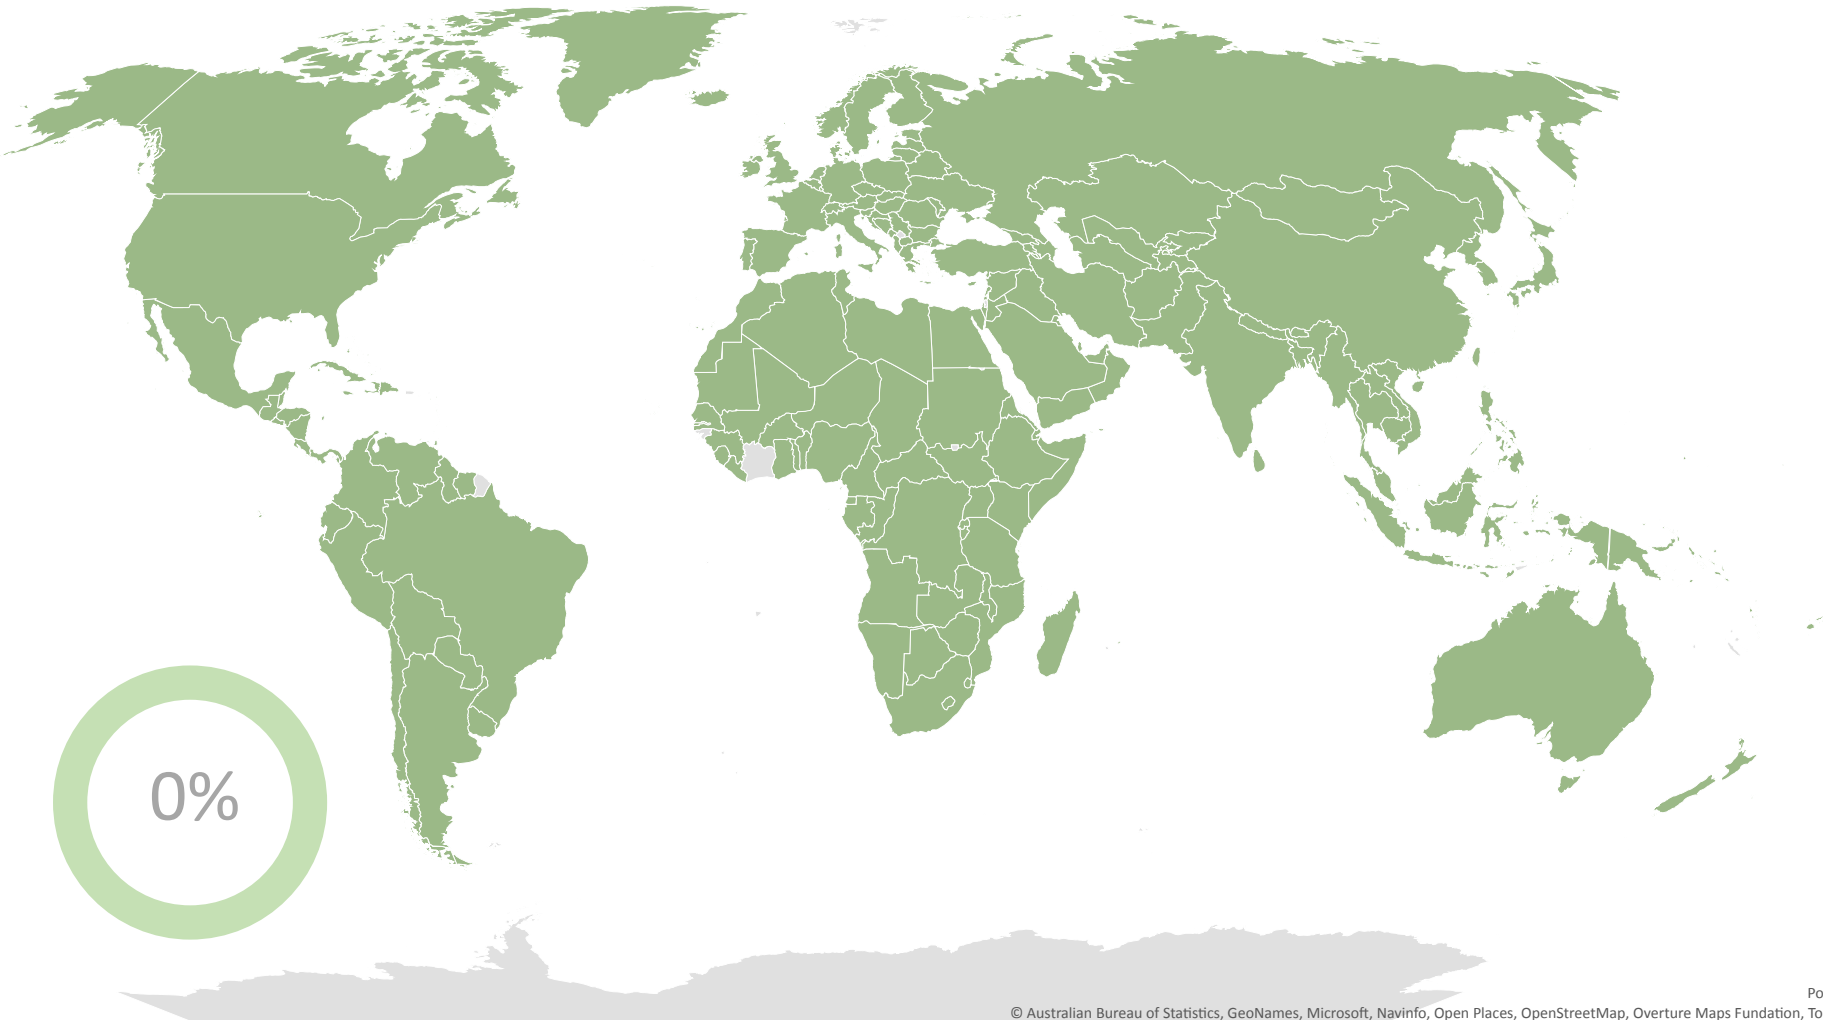 0%
Po
© Australian Bureau of Statistics, GeoNames, Microsoft, Navinfo, Open Places, OpenStreetMap, Overture Maps Fundation, To